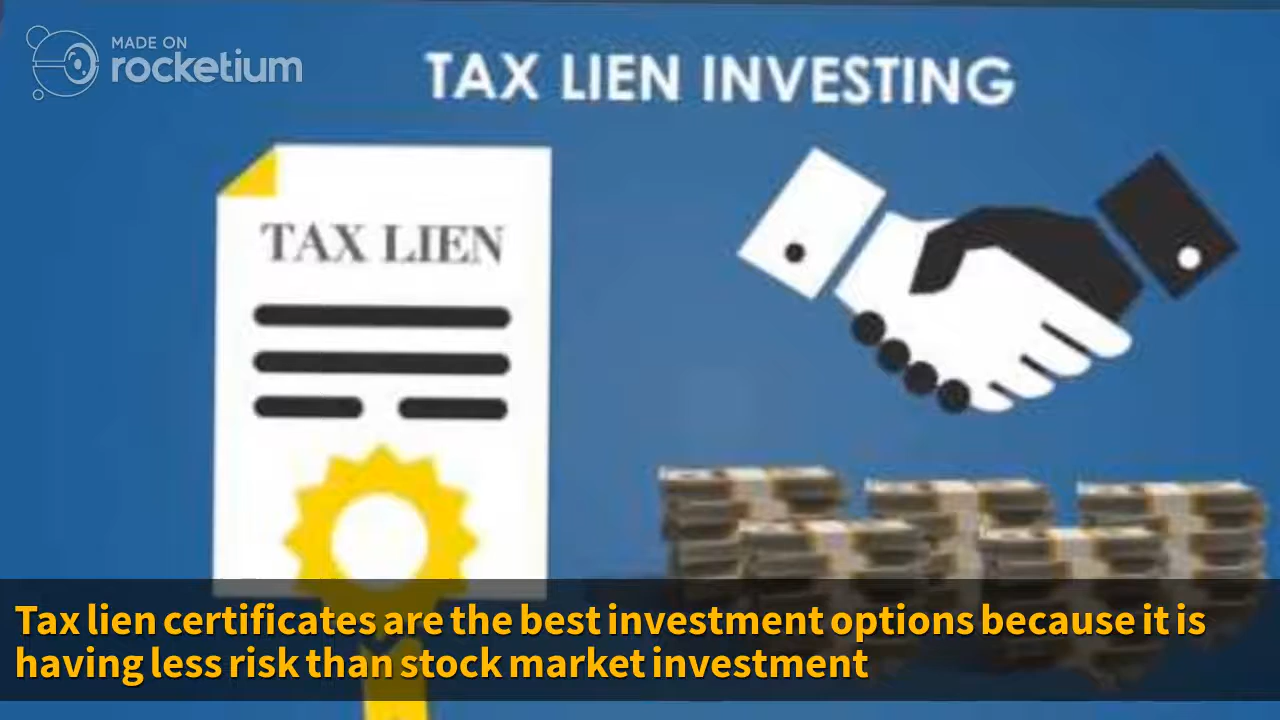 MADE ON
rocketium
TAX LIEN INVESTING
TAX LIEN
Tax lien certificates are the best investment options because it is
having less risk than stock market investment